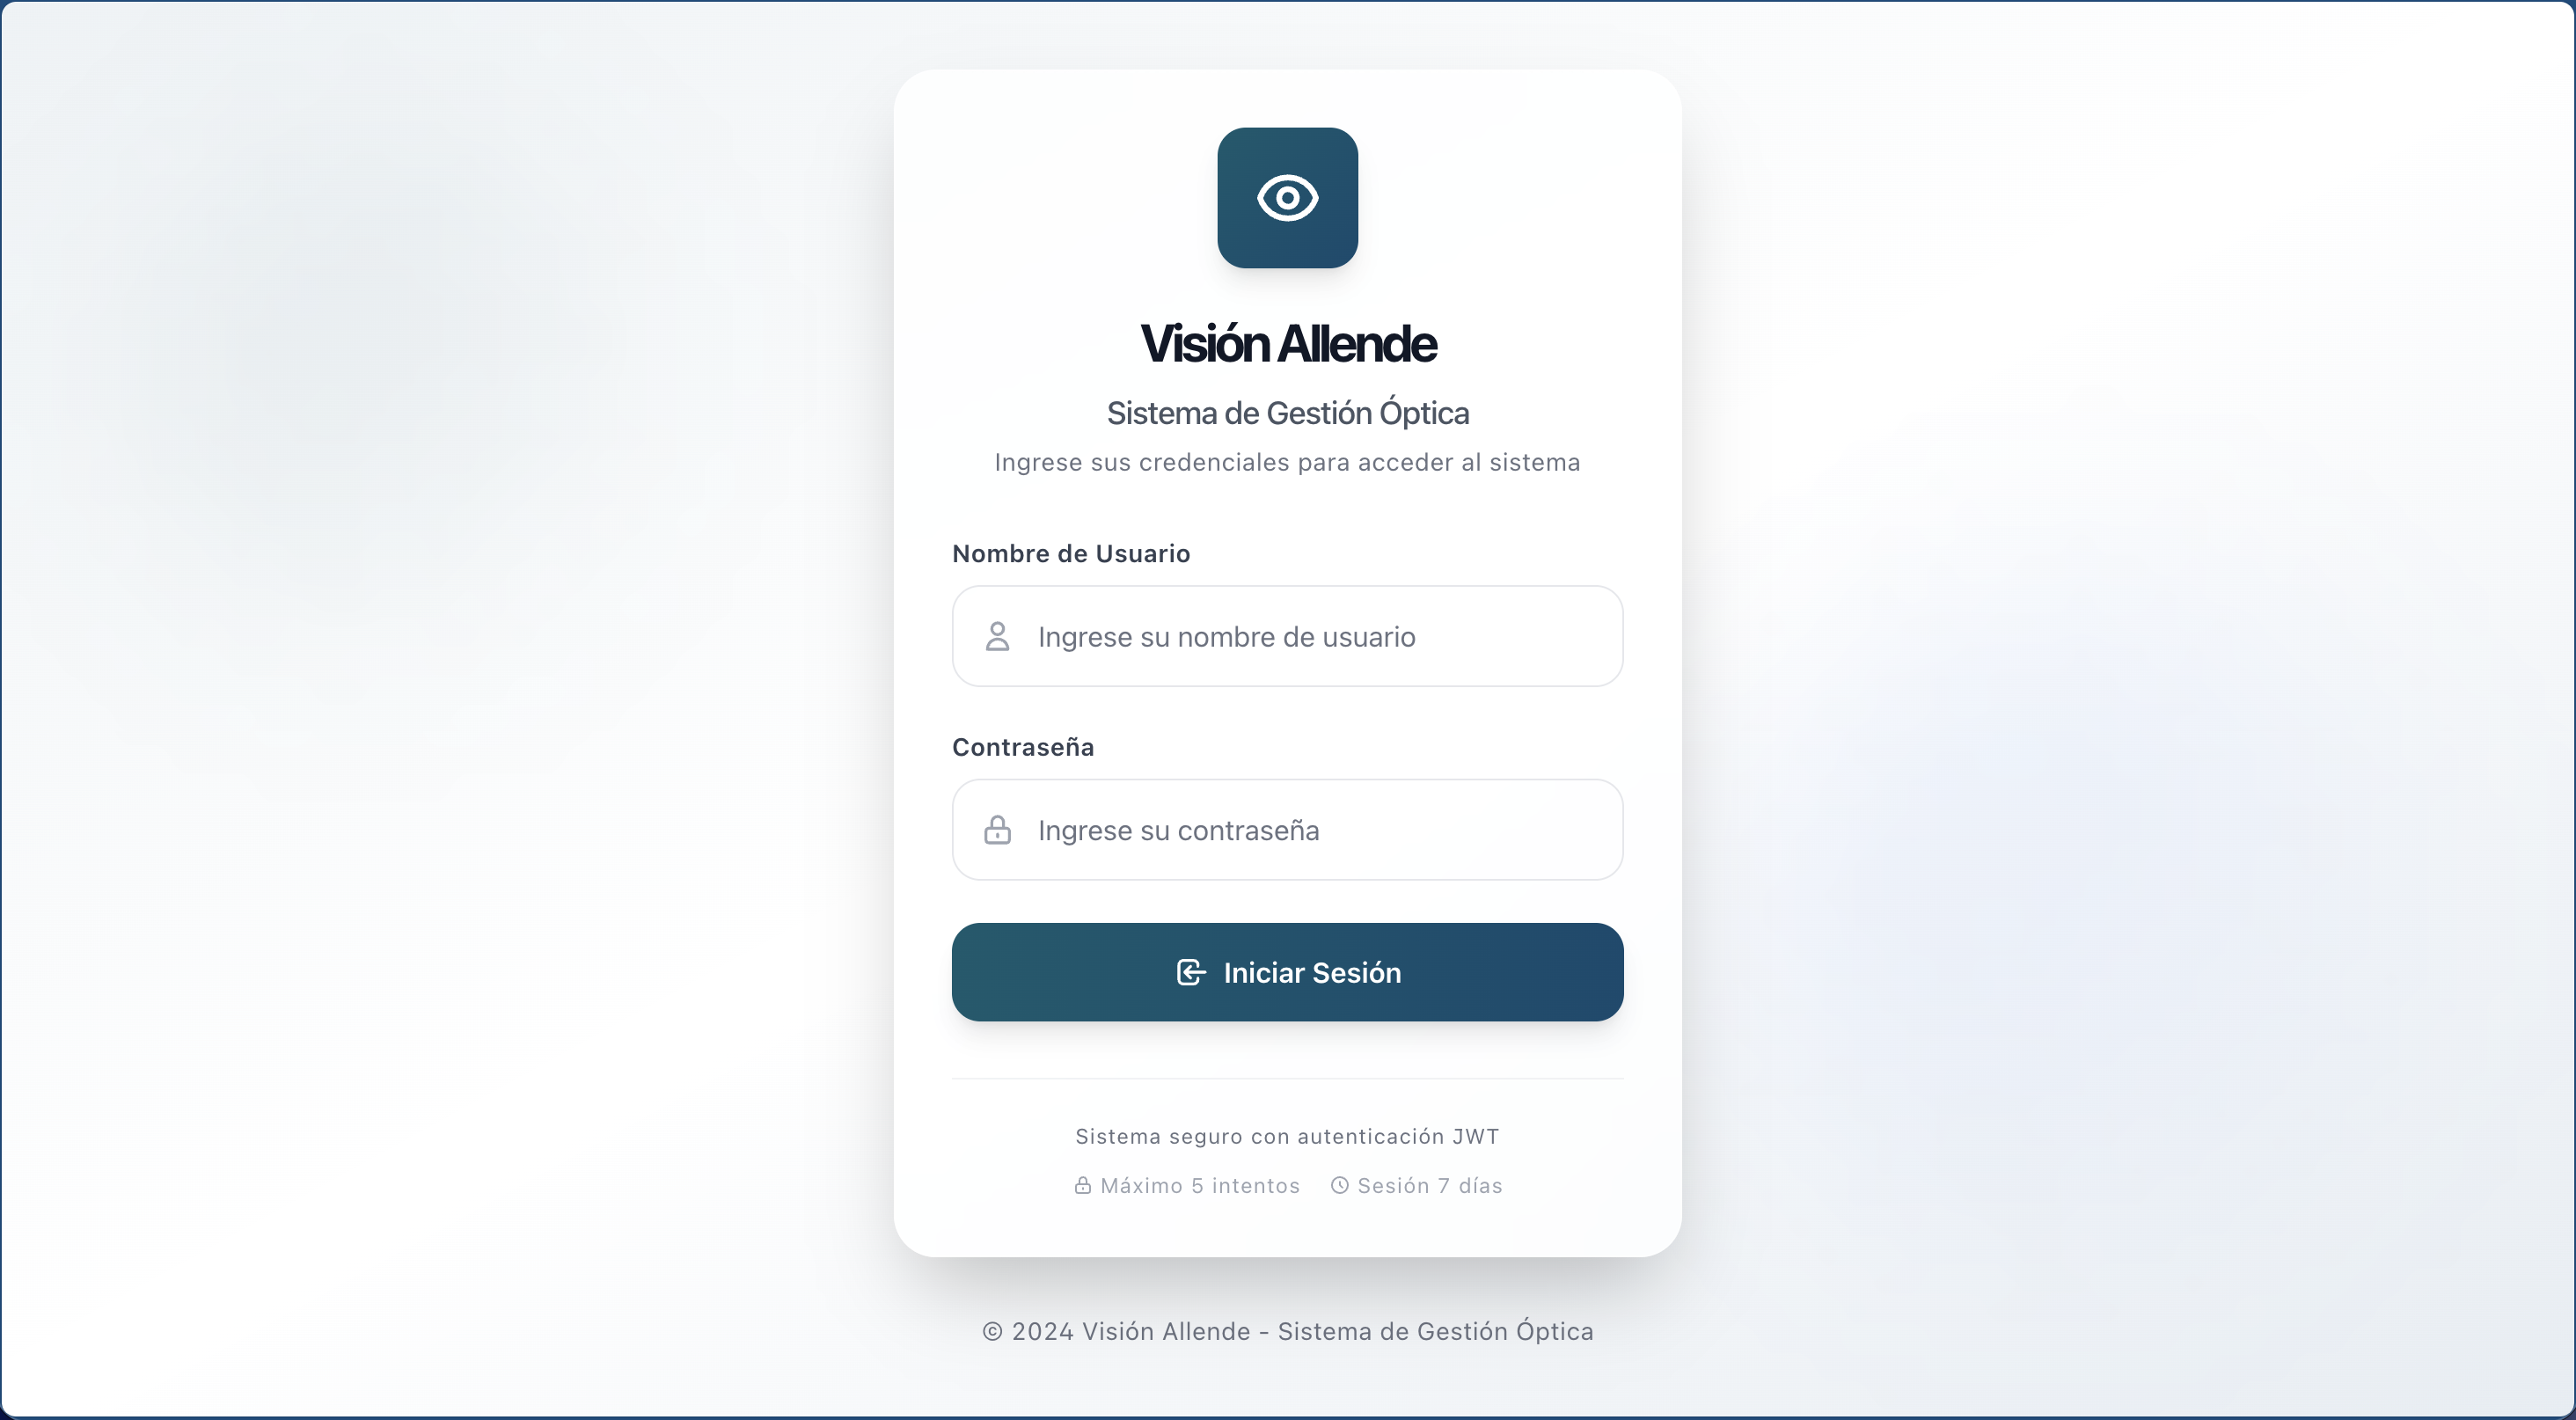 Visión Allende
Sistema de Gestión Óptica
Ingrese sus credenciales para acceder al sistema
Nombre de Usuario
Ingrese su nombre de usuario
Contraseña
Ingrese su contraseña
Iniciar Sesión
Sistema seguro con autenticación JWT
Máximo 5 intentos Sesión 7 días
© 2024 Visión Allende - Sistema de Gestión Óptica